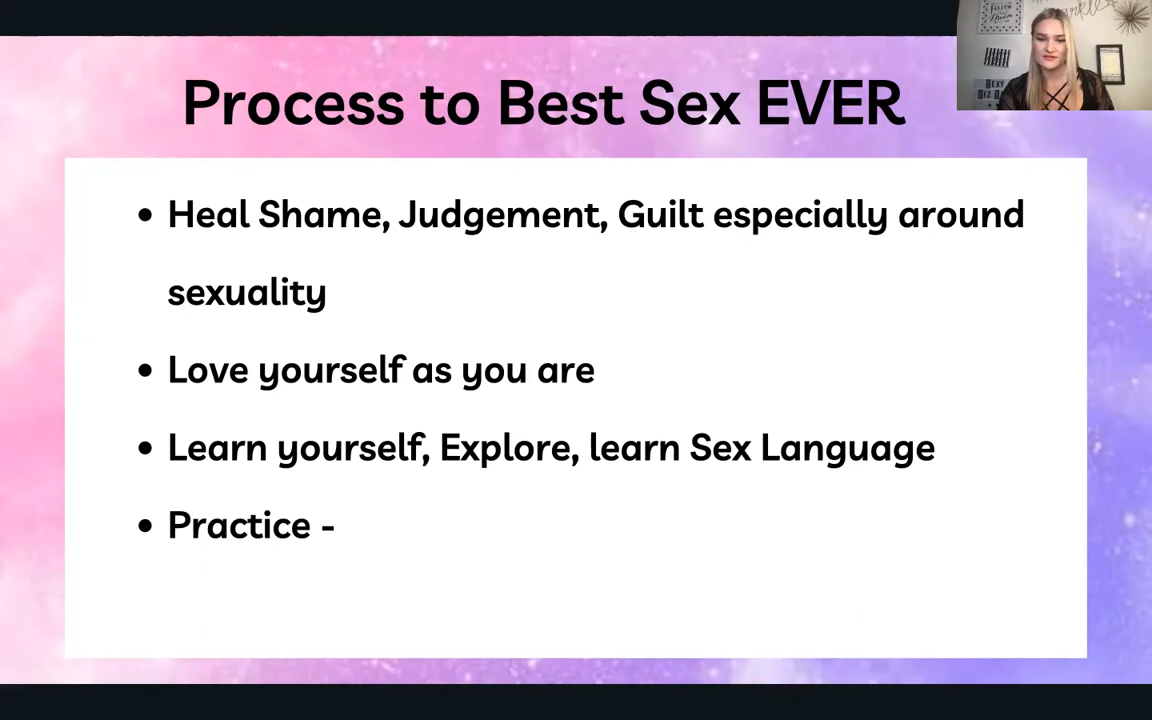 Process to Best Sex EVER
Heal Shame, Judgement, Guilt especially around
sexuality
Love yourself as you are
Learn yourself, Explore, learn Sex Language
Practice -